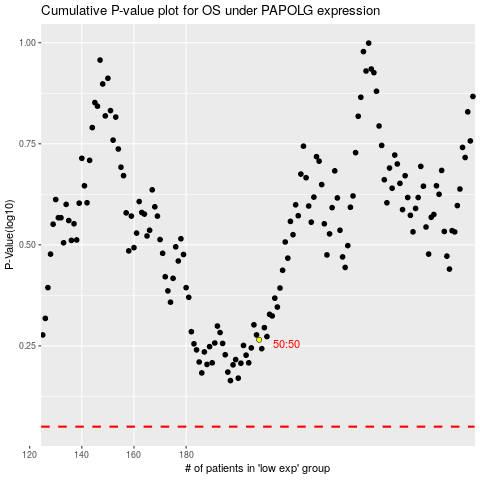 Cumulative P-value plot for OS under PAPOLG expression
P-Value(log10)
1.00
0.75
0.50
0.25
50:50
120 140 160 180
# of patients in 'low exp' group